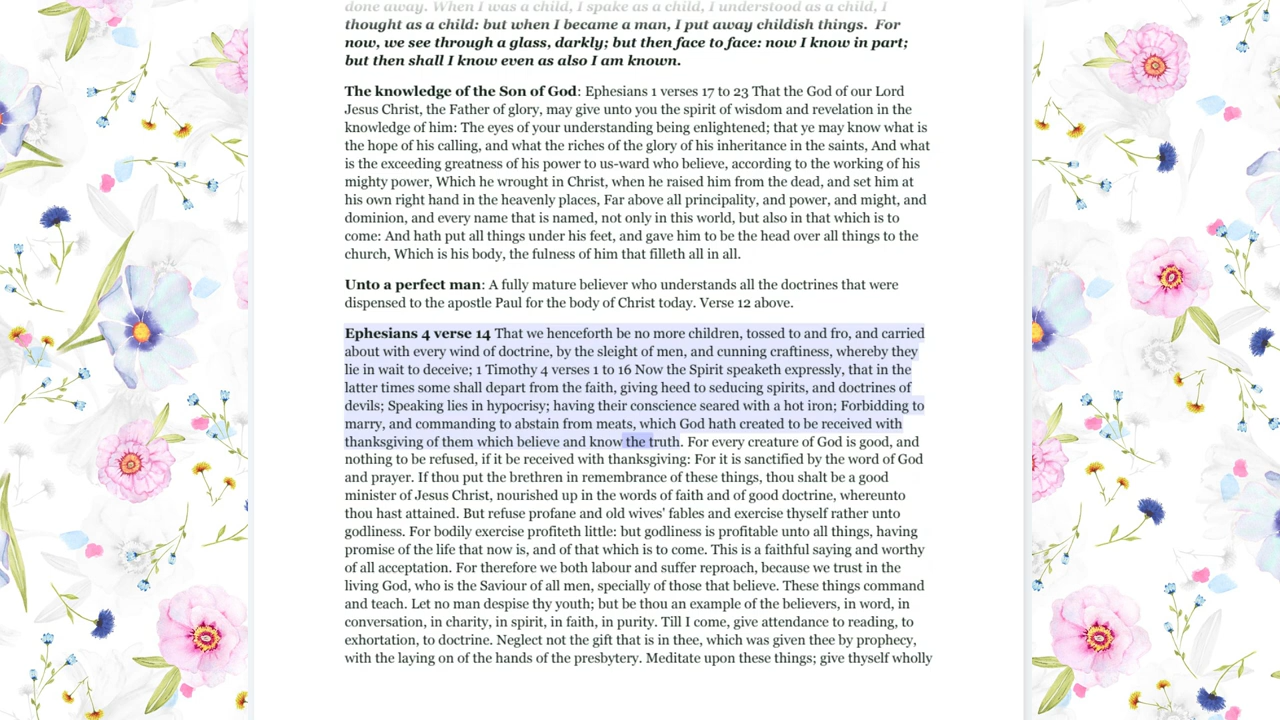 done away. When I was a child, I spake as a child, I understood as a child, I
thought as a child: but when I became a man, I put away childish things.  For
now, we see through a glass, darkly; but then face to face: now I know in part;
but then shall I know even as also I am known.
The knowledge of the Son of God: Ephesians 1 verses 17 to 23 That the God of our Lord
Jesus Christ, the Father of glory, may give unto you the spirit of wisdom and revelation in the
knowledge of him: The eyes of your understanding being enlightened; that ye may know what is
the hope of his calling, and what the riches of the glory of his inheritance in the saints, And what
is the exceeding greatness of his power to us-ward who believe, according to the working of his
mighty power, Which he wrought in Christ, when he raised him from the dead, and set him at
his own right hand in the heavenly places, Far above all principality, and power, and might, and
dominion, and every name that is named, not only in this world, but also in that which is to
come: And hath put all things under his feet, and gave him to be the head over all things to the
church, Which is his body, the fulness of him that filleth all in all.
Unto a perfect man: A fully mature believer who understands all the doctrines that were
dispensed to the apostle Paul for the body of Christ today. Verse 12 above.
Ephesians 4 verse 14 That we henceforth be no more children, tossed to and fro, and carried
about with every wind of doctrine, by the sleight of men, and cunning craftiness, whereby they
lie in wait to deceive; 1 Timothy 4 verses 1 to 16 Now the Spirit speaketh expressly, that in the
latter times some shall depart from the faith, giving heed to seducing spirits, and doctrines of
devils; Speaking lies in hypocrisy; having their conscience seared with a hot iron; Forbidding to
marry, and commanding to abstain from meats, which God hath created to be received with
thanksgiving of them which believe and know the truth. For every creature of God is good, and
nothing to be refused, if it be received with thanksgiving: For it is sanctified by the word of God
and prayer. If thou put the brethren in remembrance of these things, thou shalt be a good
minister of Jesus Christ, nourished up in the words of faith and of good doctrine, whereunto
thou hast attained. But refuse profane and old wives' fables and exercise thyself rather unto
godliness. For bodily exercise profiteth little: but godliness is profitable unto all things, having
promise of the life that now is, and of that which is to come. This is a faithful saying and worthy
of all acceptation. For therefore we both labour and suffer reproach, because we trust in the
living God, who is the Saviour of all men, specially of those that believe. These things command
and teach. Let no man despise thy youth; but be thou an example of the believers, in word, in
conversation, in charity, in spirit, in faith, in purity. Till I come, give attendance to reading, to
exhortation, to doctrine. Neglect not the gift that is in thee, which was given thee by prophecy,
with the laying on of the hands of the presbytery. Meditate upon these things; give thyself wholly